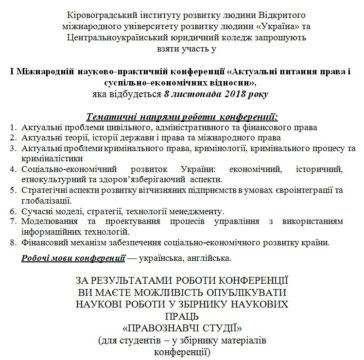 Кіровоградський інституту розвитку людини Відкритого
міжнародного університету розвитку людини «Україна» та
Центральноукраїнський юридичний коледж запрошують
взяти участь у
І Міжнародній науково-практичній конференції «Актуальні питання права і
суспільно-економічних відносин»,
яка відбудеться 8 листопада 2018 року
Тематичні напрями роботи конференції:
1. Актуальні проблеми цивільного, адміністративного та фінансового права
2. Актуальні теорії, історії держави і права та міжнародного права
3. Актуальні проблеми кримінального права, кримінології, кримінального процесу та
криміналістики
4. Соціально-економічний розвиток України: економічний, історичний,
етнокультурний та здоров'язберігаючі аспекти.
5. Стратегічні аспекти розвитку вітчизняних підприємств в умовах євроінтеграції та
глобалізації.
6. Сучасні моделі, стратегії, технології менеджменту.
7. Моделювання та проектування процесів управління з використанням
інформаційних технологій.
8. Фінансовий механізм забезпечення соціально-економічного розвитку країни.
Робочі мови конференції — українська, англійська.
ЗА РЕЗУЛЬТАТАМИ РОБОТИ КОНФЕРЕНЦІЇ
ВИ МАЄТЕ МОЖЛИВІСТЬ ОПУБЛІКУВАТИ
НАУКОВІ РОБОТИ У ЗБІРНИКУ НАУКОВИХ
ПРАЦЬ
«ПРАВОЗНАВЧІ СТУДІЇ»
(для студентів – у збірнику матеріалів
конференції)